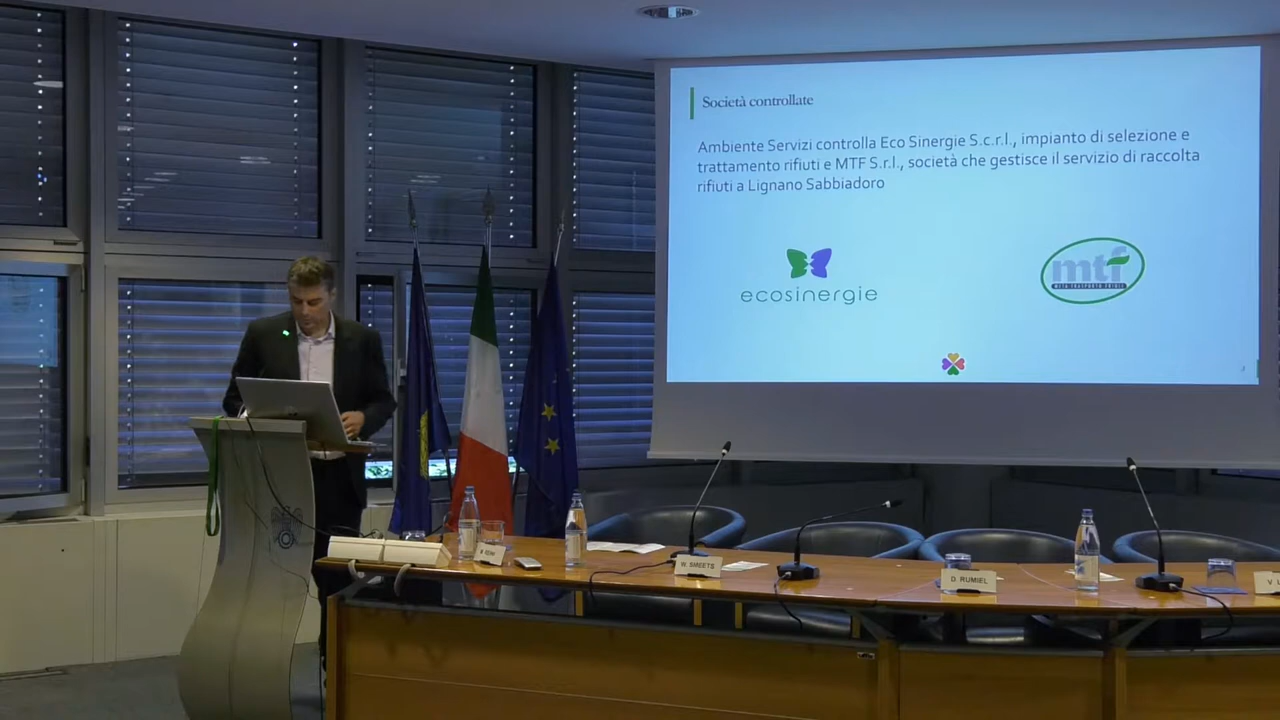 Società controllate
Ambiente Servizi controlla Eco Sinergie S.c.r.l., impianto di selezione e
trattamento rifiuti e MTF S.r.l., società che gestisce il servizio di raccolta
rifiuti a Lignano Sabbiadoro
ecosinergie
mtf
W. SMEETS
D. RUMIEL